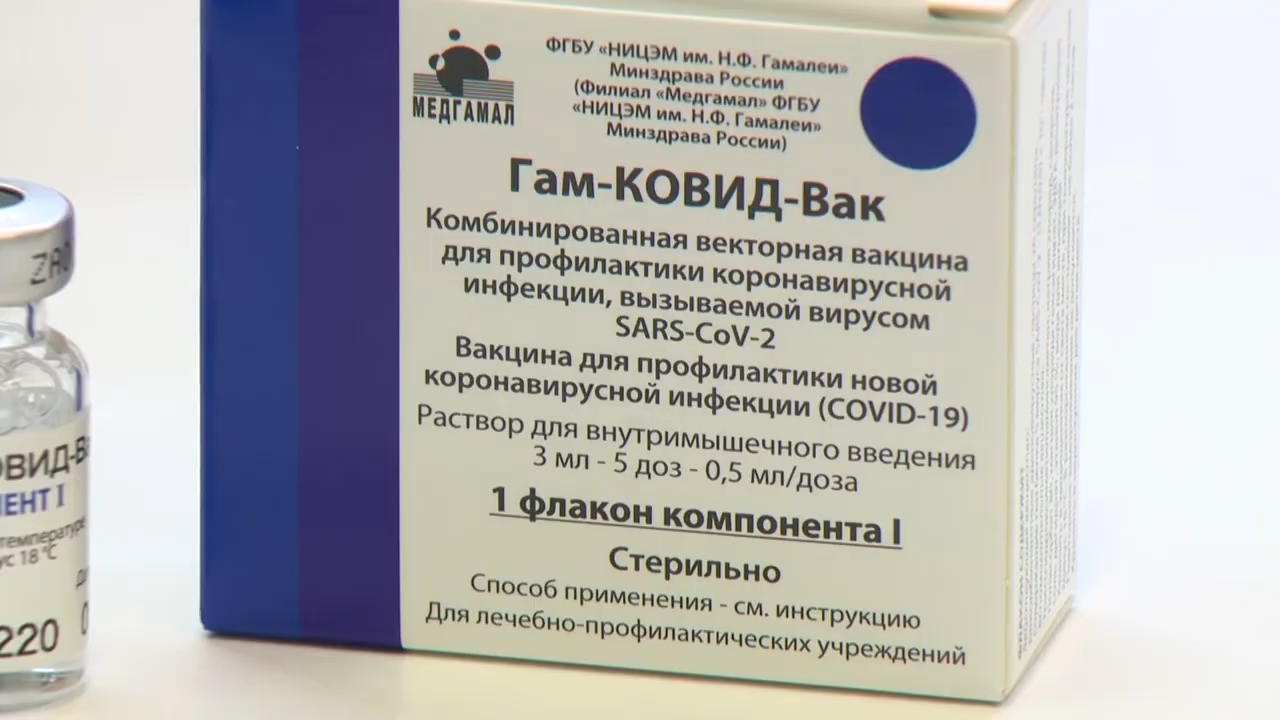 МЕДГАМАЛ
ФГБУ «НИЦЭМ им. Н.Ф. Гамалеи»
Минздрава России
(Филиал «Медгамал» ФГБУ
«НИЦЭМ им. Н.Ф. Гамалеи»
Минздрава России)
Гам-КОВИД-Вак
Комбинированная векторная вакцина
для профилактики коронавирусной
инфекции, вызываемой вирусом
SARS-CoV-2
Вакцина для профилактики новой
коронавирусной инфекции (COVID-19)
Раствор для внутримышечного введения
3 мл - 5 доз - 0,5 мл/доза
1 флакон компонента I
Стерильно
Способ применения - см. инструкцию
Для лечебно-профилактических учреждений
ОВИД-В
ЕНТ I
температуре
ус 18 °C
220